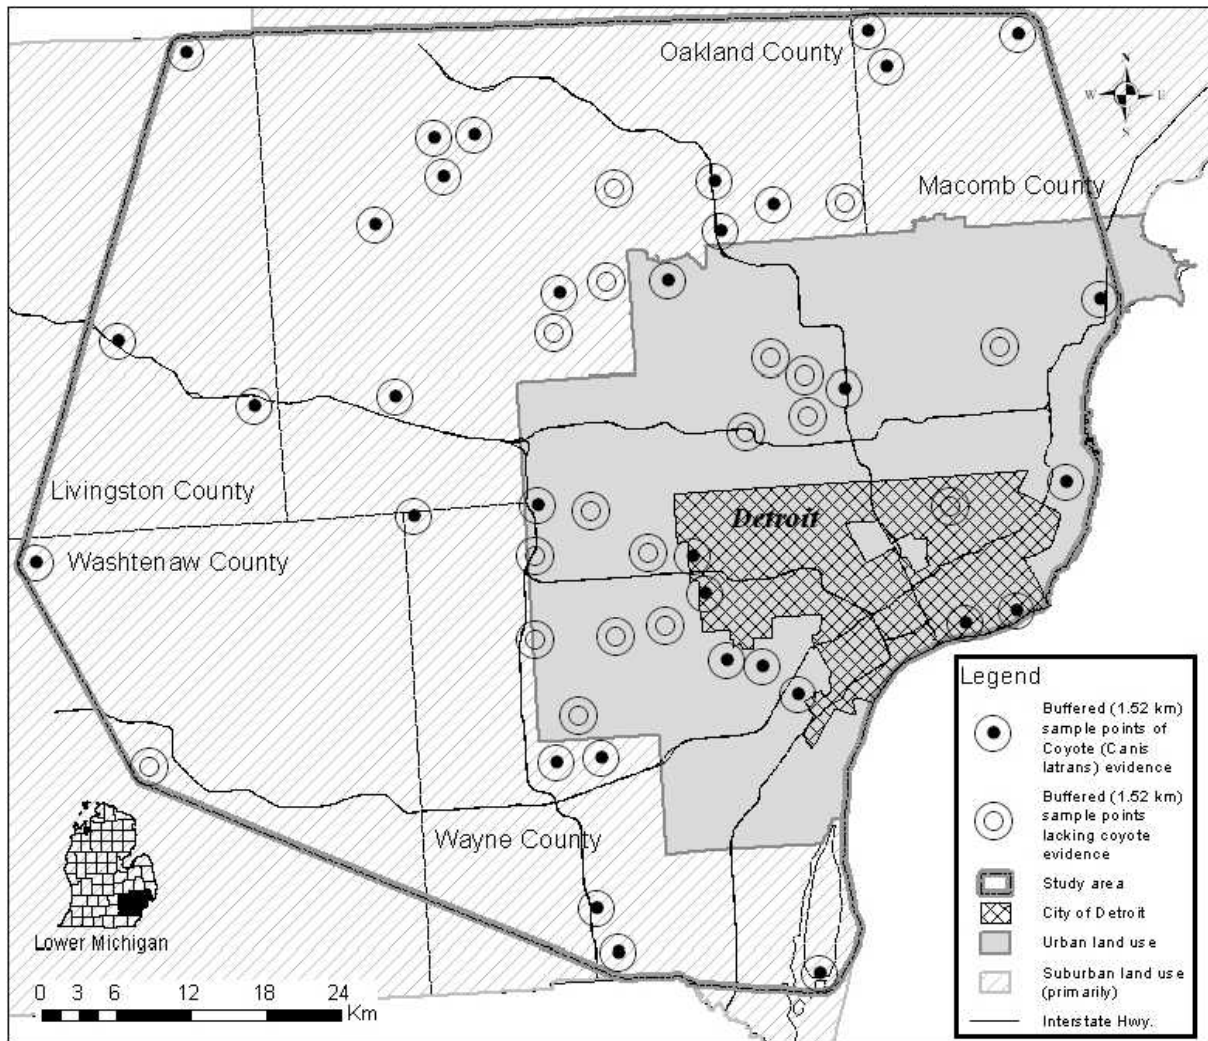 Oakland County
N
W E
S
Macomb County
Livingston County
Detroit
Washtenaw County
Wayne County
Lower Michigan
0 3 6 12 18 24
Km
Legend
Buffered (1.52 km)
sample points of
Coyote (Canis
latrans) evidence
Buffered (1.52 km)
sample points
lacking coyote
evidence
Study area
City of Detroit
Urban land use
Suburban land use
(primarily)
Interstate Hwy.